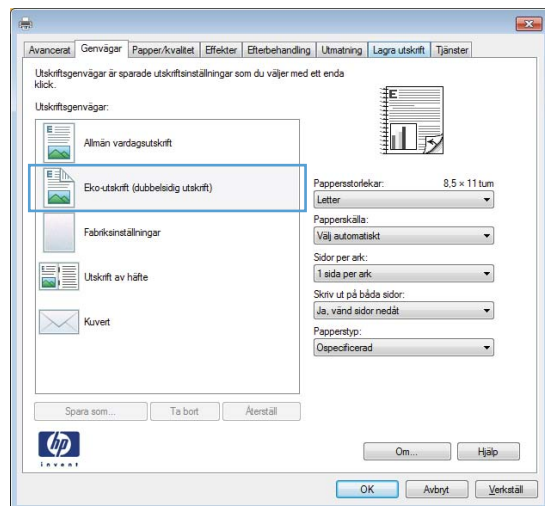 Avancerat Genvägar Papper/kvalitet Effekter Efterbehandling Utmatning Lagra utskrift Tjänster
Utskriftsgenvägar är sparade utskriftsinställningar som du väljer med ett enda
klick.
Utskriftsgenvägar:
E
Allmän vardagsutskrift
E
Eko-utskrift (dubbelsidig utskrift)
Fabriksinställningar
Utskrift av häfte
Kuvert
E
Pappersstorlekar: 8,5 × 11 tum
Letter
Papperskälla:
Välj automatiskt
Sidor per ark:
1 sida per ark
Skriv ut på båda sidor:
Ja, vänd sidor nedåt
Papperstyp:
Ospecificerad
Spara som... Ta bort Återställ
hp
invent
Om... Hjälp
OK Avbryt Verkställ